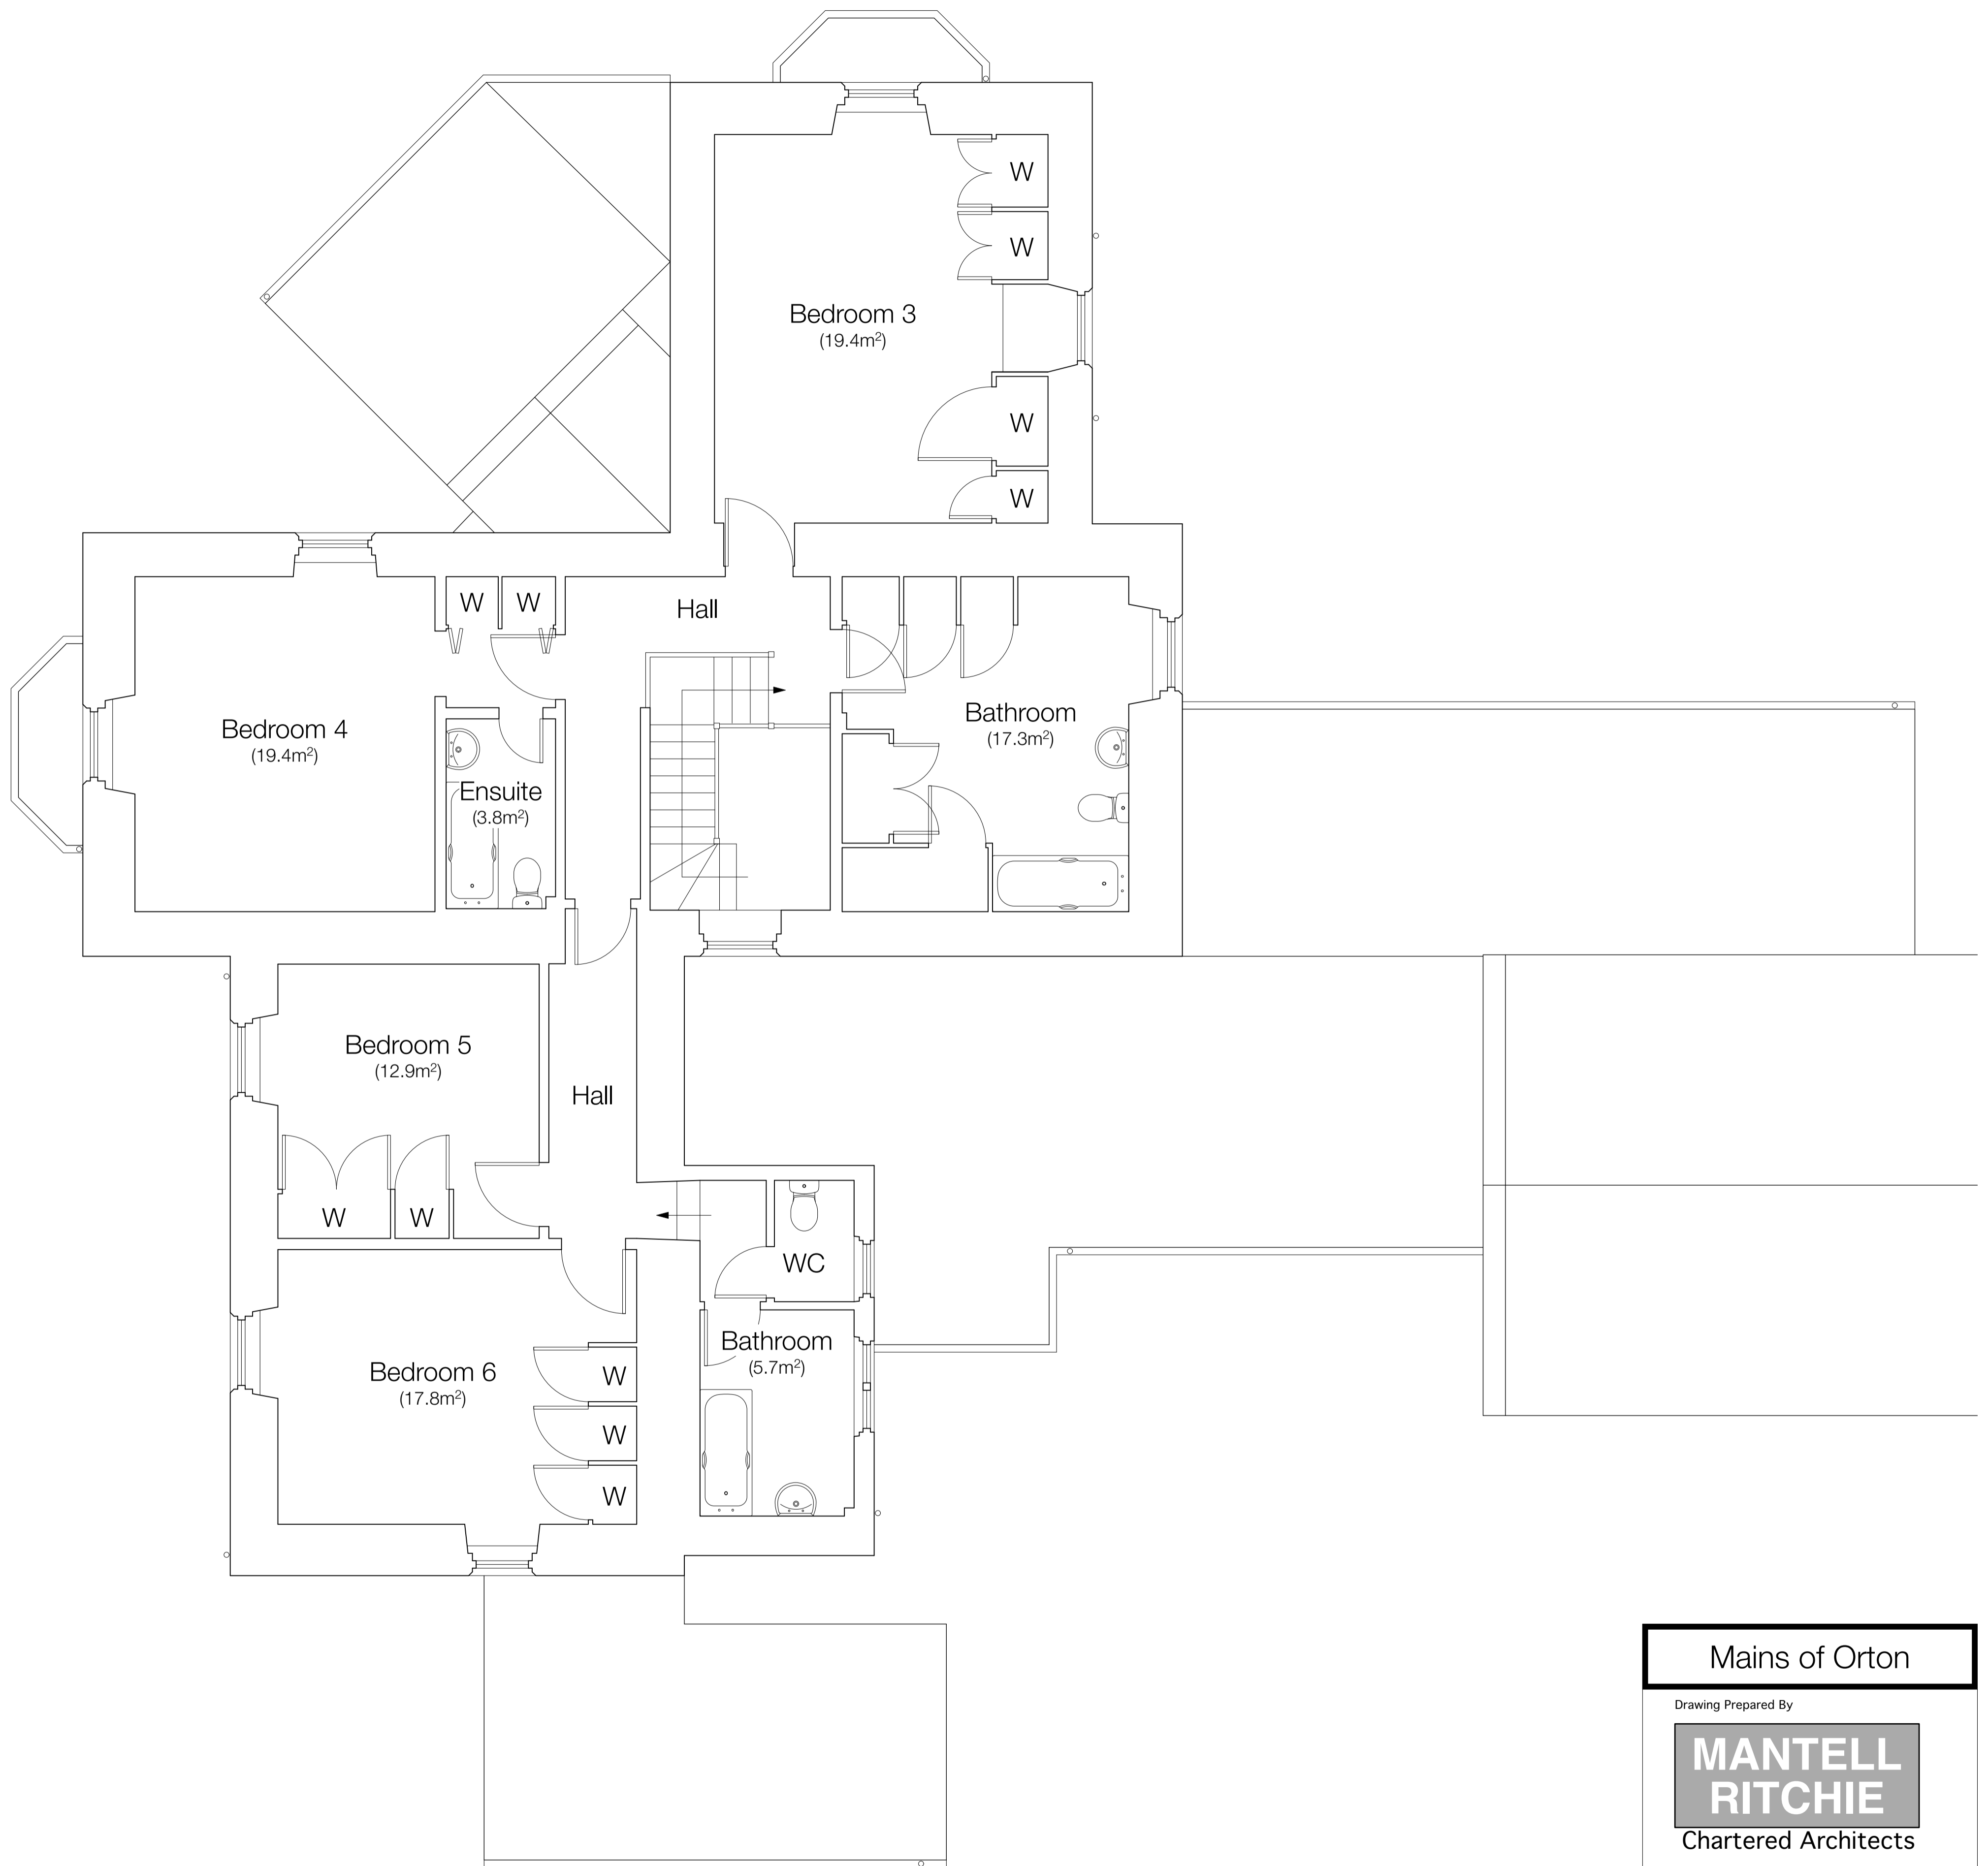 W
W
Bedroom 3
(19.4m²)
W
W
W
W
Hall
Bedroom 4
(19.4m²)
Bathroom
(17.3m²)
Ensuite
(3.8m²)
Bedroom 5
(12.9m²)
Hall
W
W
WC
Bathroom
(5.7m²)
Bedroom 6
(17.8m²)
W
W
W
Mains of Orton
Drawing Prepared By
MANTELL
RITCHIE
Chartered Architects